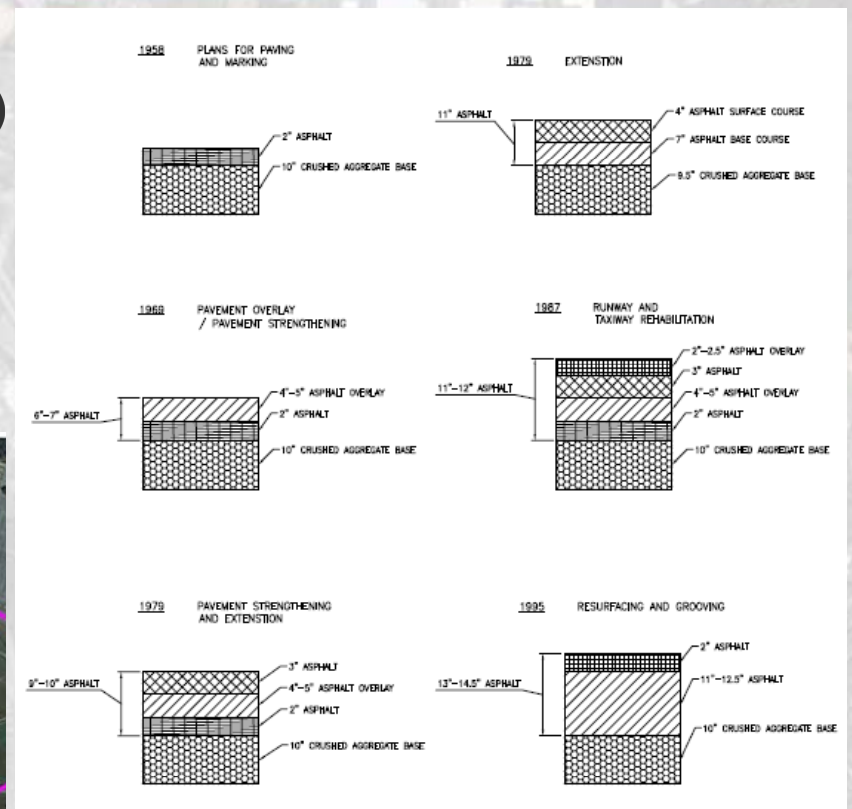 1958 PLANS FOR PAVING
AND MARKING
2" ASPHALT
10" CRUSHED AGGREGATE BASE
1979 EXTENSTION
11" ASPHALT
4" ASPHALT SURFACE COURSE
7" ASPHALT BASE COURSE
9.5" CRUSHED AGGREGATE BASE
1969 PAVEMENT OVERLAY
/ PAVEMENT STRENGTHENING
6"-7" ASPHALT
4"-5" ASPHALT OVERLAY
2" ASPHALT
10" CRUSHED AGGREGATE BASE
1987 RUNWAY AND
TAXIWAY REHABILITATION
11"-12" ASPHALT
2"-2.5" ASPHALT OVERLAY
3" ASPHALT
4"-5" ASPHALT OVERLAY
2" ASPHALT
10" CRUSHED AGGREGATE BASE
1979 PAVEMENT STRENGTHENING
AND EXTENSTION
9"-10" ASPHALT
3" ASPHALT
4"-5" ASPHALT OVERLAY
2" ASPHALT
10" CRUSHED AGGREGATE BASE
1995 RESURFACING AND GROOVING
13"-14.5" ASPHALT
2" ASPHALT
11"-12.5" ASPHALT
10" CRUSHED AGGREGATE BASE